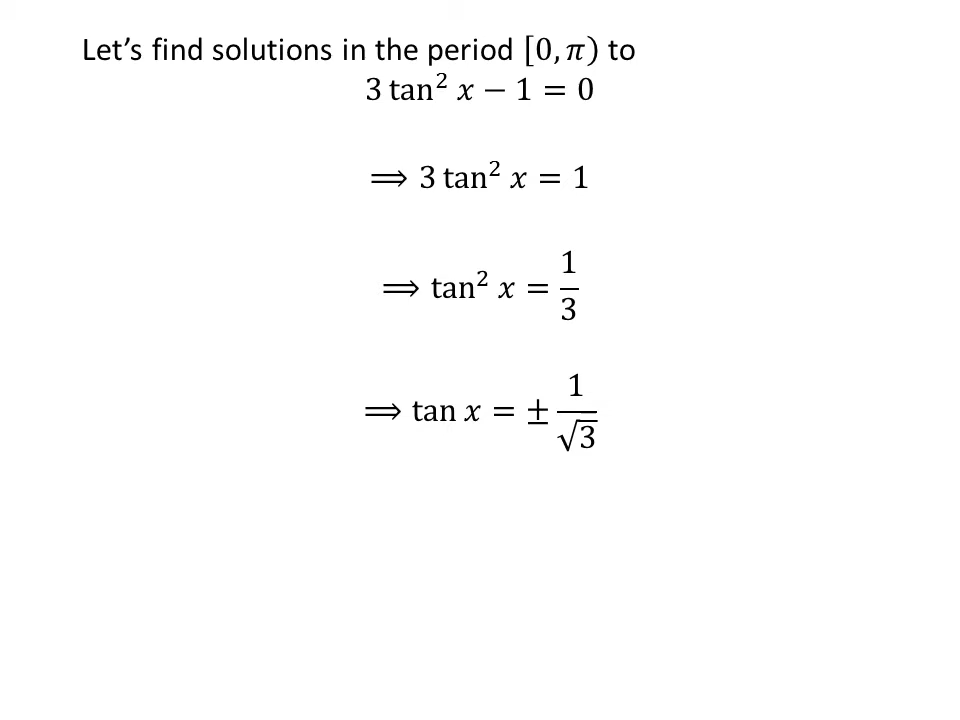 Let’s find solutions in the period [0, π) to
3 tan² x − 1 = 0
⟹ 3 tan² x = 1
⟹ tan² x = 1/3
⟹ tan x = ± 1/√3